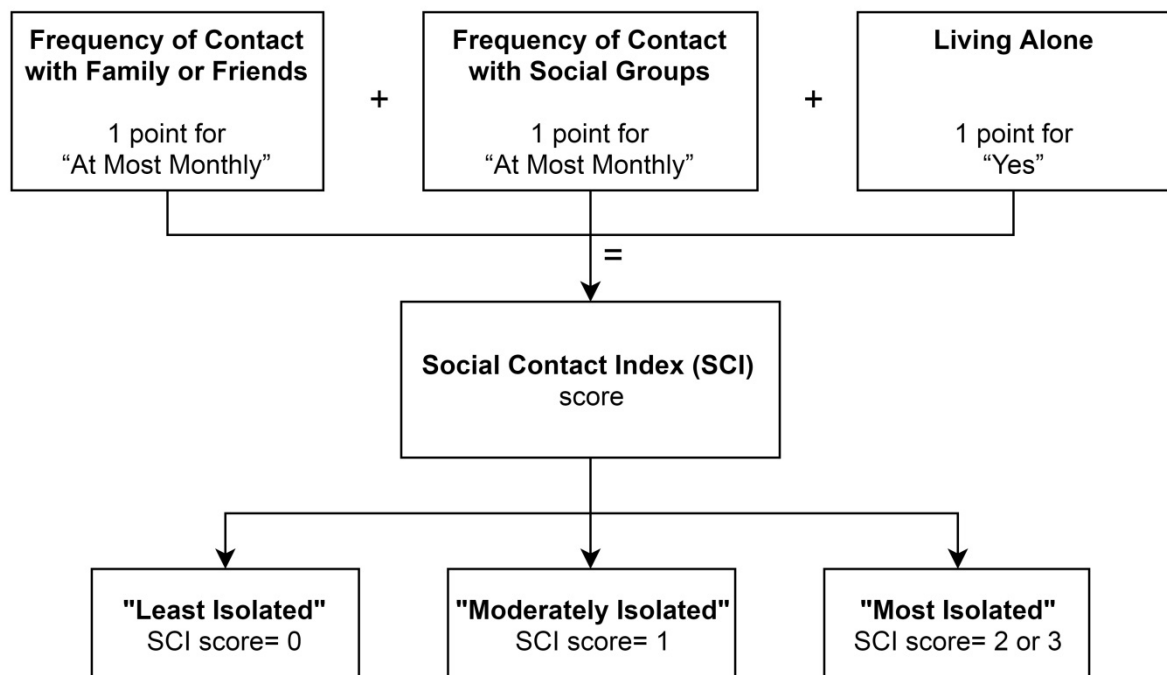 Frequency of Contact
with Family or Friends
1 point for
“At Most Monthly”
+
Frequency of Contact
with Social Groups
1 point for
“At Most Monthly”
+
Living Alone
1 point for
“Yes”
=
Social Contact Index (SCI)
score
"Least Isolated"
SCI score= 0
"Moderately Isolated"
SCI score= 1
"Most Isolated"
SCI score= 2 or 3